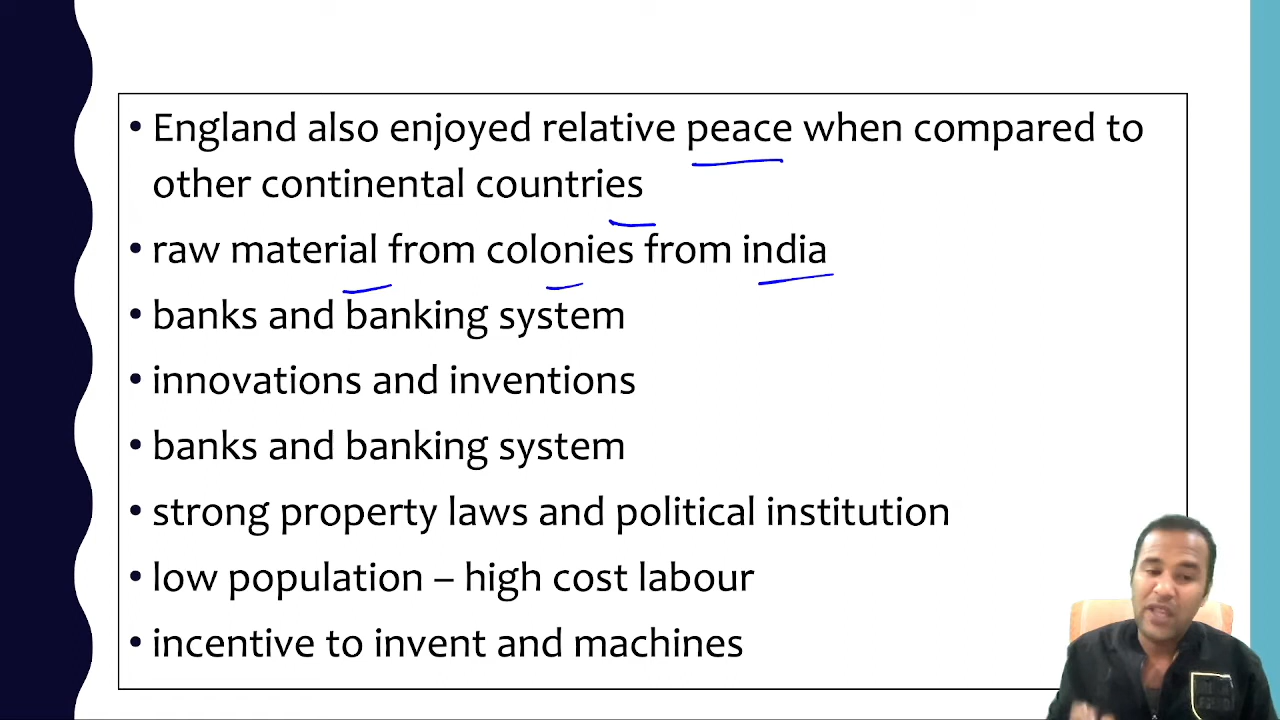 • England also enjoyed relative peace when compared to
other continental countries
• raw material from colonies from india
• banks and banking system
• innovations and inventions
• banks and banking system
• strong property laws and political institution
• low population – high cost labour
• incentive to invent and machines